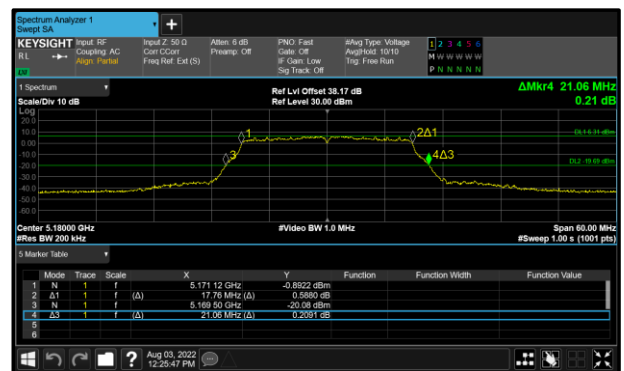 Spectrum Analyzer 1
Swept SA
KEYSIGHT Input: RF Input Z: 50 Ω Atten: 6 dB PNO: Fast #Avg Type: Voltage 1 2 3 4 5 6
RL Coupling: AC Corr CCorr Preamp: Off Gate: Off Avg|Hold: 10/10 M W W W W W
Align: Partial Freq Ref: Ext (S) IF Gain: Low Trig: Free Run
Sig Track: Off P N N N N N
1 Spectrum Ref Lvl Offset 38.17 dB ΔMkr4 21.06 MHz
Scale/Div 10 dB Ref Level 30.00 dBm 0.21 dB
Log
20.0
10.0
0.00
-10.0
-20.0
-30.0
-40.0
-50.0
-60.0
1
2Δ1
3
4Δ3
DL2 -19.69 dBm
Center 5.18000 GHz #Video BW 1.0 MHz Span 60.00 MHz
#Res BW 200 kHz #Sweep 1.00 s (1001 pts)
5 Marker Table
Mode Trace Scale X Y Function Function Width Function Value
1 N 1 f 5.171 12 GHz -0.8922 dBm
2 Δ1 1 f (Δ) 17.76 MHz (Δ) 0.5880 dB
3 N 1 f 5.169 50 GHz -20.08 dBm
4 Δ3 1 f (Δ) 21.06 MHz (Δ) 0.2091 dB
5
6
? Aug 03, 2022
12:25:47 PM